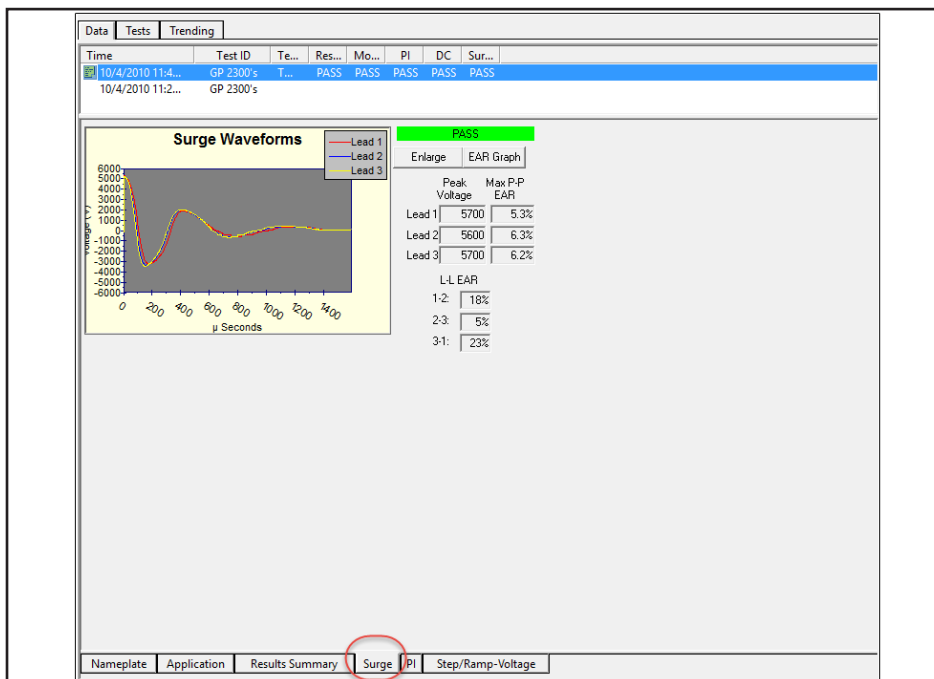 Data Tests Trending
Time Test ID Te... Res... Mo... PI DC Sur...
10/4/2010 11:4... GP 2300's T... PASS PASS PASS PASS PASS
10/4/2010 11:2... GP 2300's
Surge Waveforms
Lead 1
Lead 2
Lead 3
6000
5000
4000
3000
2000
1000
0
-1000
-2000
-3000
-4000
-5000
-6000
Voltage (V)
0 200 400 600 800 1000 1200 1400
µ Seconds
PASS
Enlarge EAR Graph
Peak Voltage Max P-P EAR
Lead 1 5700 5.3%
Lead 2 5600 6.3%
Lead 3 5700 6.2%
L-L EAR
1-2: 18%
2-3: 5%
3-1: 23%
Nameplate Application Results Summary Surge PI Step/Ramp-Voltage